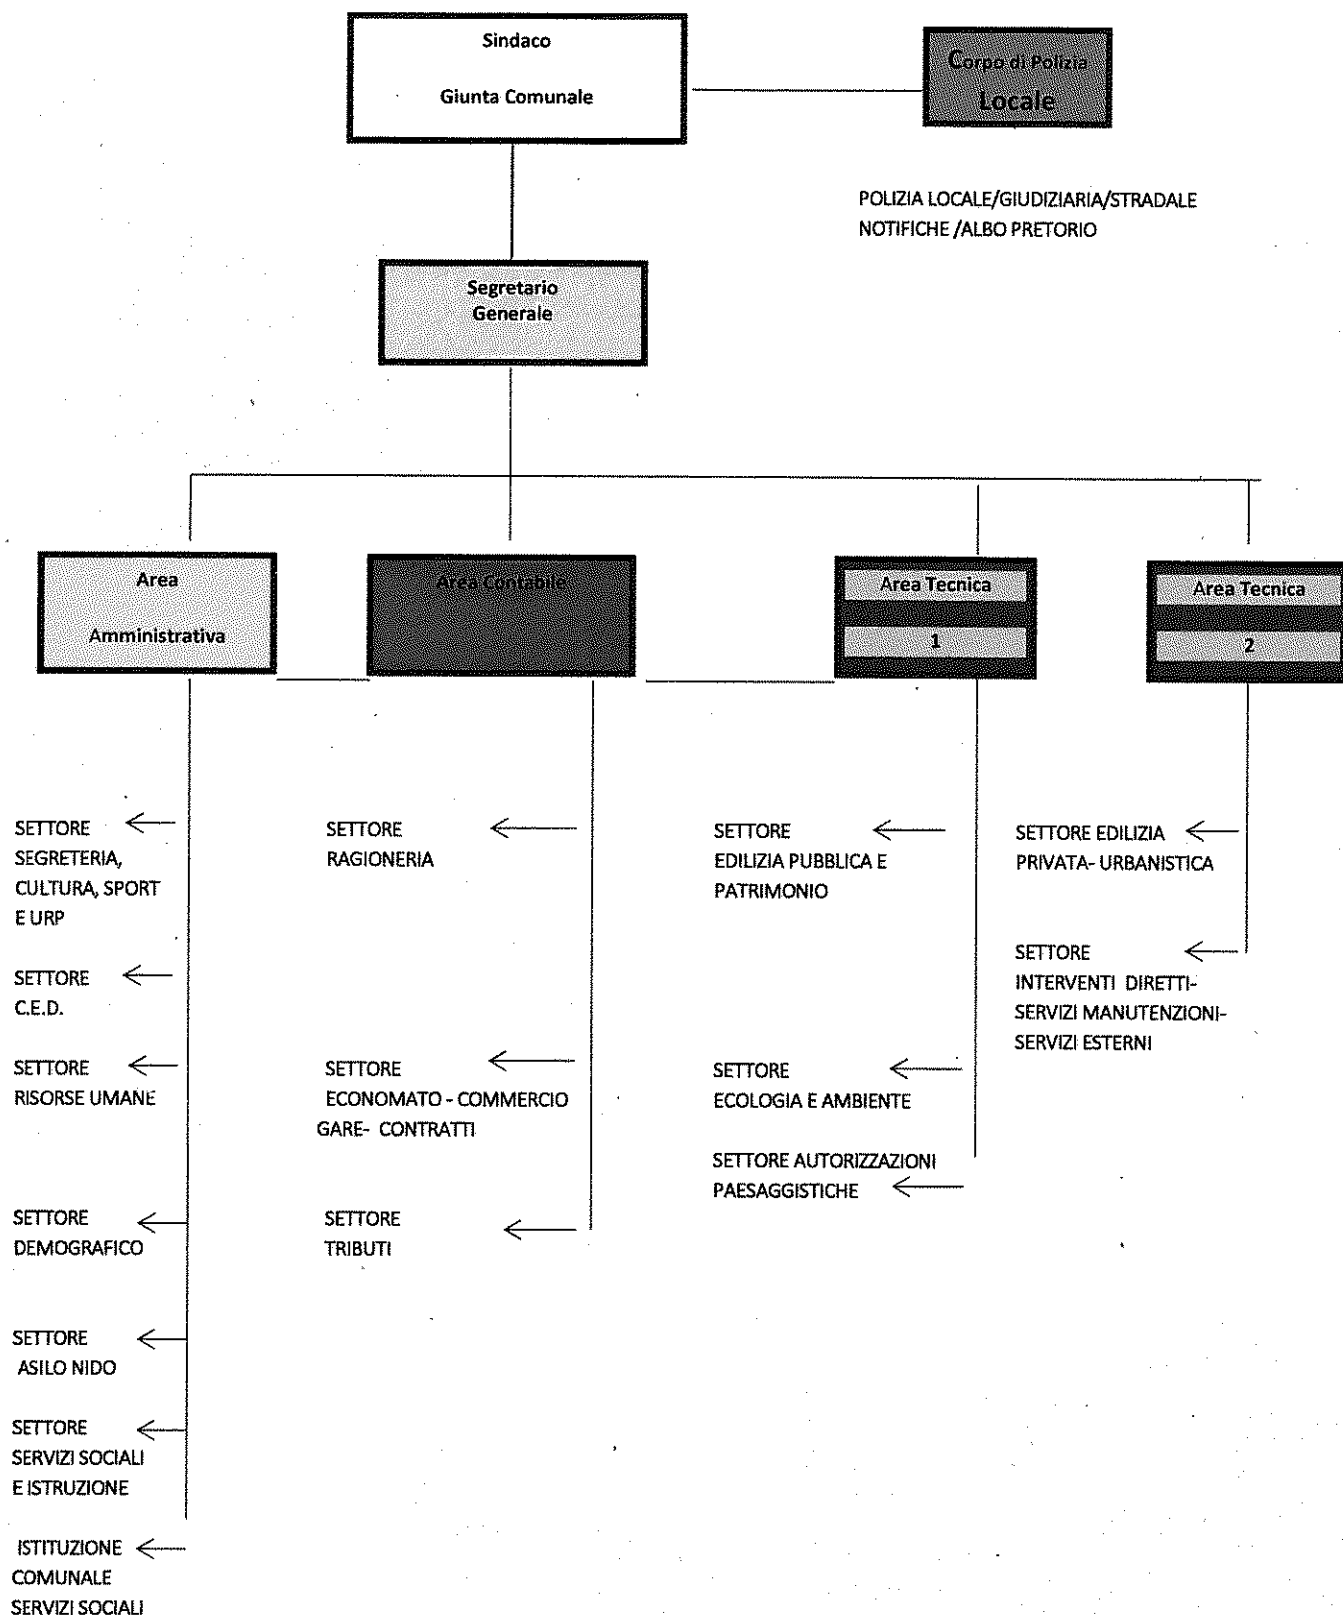 Sindaco
Giunta Comunale
Corpo di Polizia
Locale
POLIZIA LOCALE/GIUDIZIARIA/STRADALE
NOTIFICHE /ALBO PRETORIO
Segretario
Generale
Area
Amministrativa
Area Contabile
Area Tecnica
1
Area Tecnica
2
SETTORE
SEGRETERIA,
CULTURA, SPORT
E URP
SETTORE
C.E.D.
SETTORE
RISORSE UMANE
SETTORE
DEMOGRAFICO
SETTORE
ASILO NIDO
SETTORE
SERVIZI SOCIALI
E ISTRUZIONE
ISTITUZIONE
COMUNALE
SERVIZI SOCIALI
SETTORE
RAGIONERIA
SETTORE
ECONOMATO - COMMERCIO
GARE- CONTRATTI
SETTORE
TRIBUTI
SETTORE
EDILIZIA PUBBLICA E
PATRIMONIO
SETTORE
ECOLOGIA E AMBIENTE
SETTORE AUTORIZZAZIONI
PAESAGGISTICHE
SETTORE EDILIZIA
PRIVATA- URBANISTICA
SETTORE
INTERVENTI DIRETTI-
SERVIZI MANUTENZIONI-
SERVIZI ESTERNI